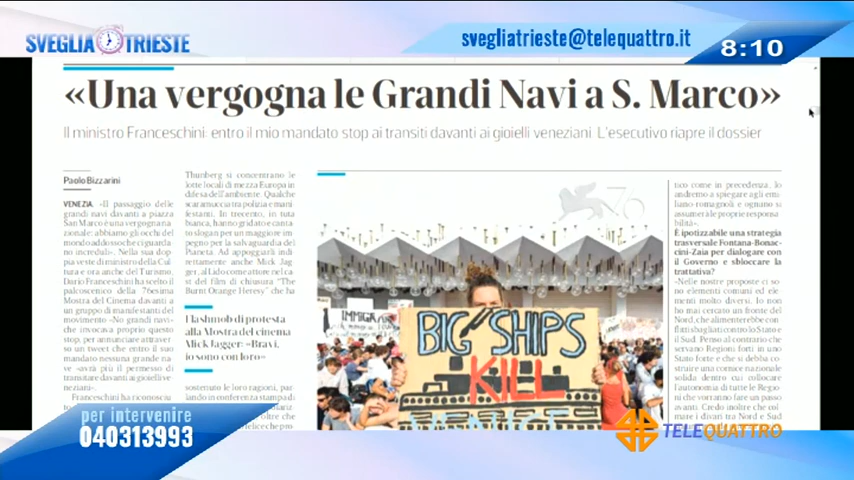 SVEGLIA TRIESTE
svegliatrieste@telequattro.it
8:10
«Una vergogna le Grandi Navi a S. Marco»
Il ministro Franceschini: entro il mio mandato stop ai transiti davanti ai gioielli veneziani. L'esecutivo riapre il dossier
Paolo Bizzarini
VENEZIA. «Il passaggio delle
grandi navi davanti a piazza
San Marco è una vergogna na-
zionale: abbiamo gli occhi del
mondo addosso che ci guarda-
no increduli». Nella sua dop-
pia veste di ministro della Cultu-
ra e ora anche del Turismo,
Dario Franceschini ha scelto il
palcoscenico della 76esima
Mostra del Cinema davanti a
un gruppo di manifestanti del
movimento «No grandi navi»
che invocava proprio questo
stop, per annunciare attraver-
so un tweet che entro il suo
mandato nessuna grande na-
ve «avrà più il permesso di
transitare davanti ai gioielli ve-
neziani».
Franceschini ha riconosciu-
Thunberg si concentrano le
lotte locali di mezza Europa in
difesa dell'ambiente. Qualche
scaramuccia tra polizia e mani-
festanti. In trecento, in tuta
bianca, hanno gridato e canta-
to slogan per un maggiore im-
pegno per la salvaguardia del
Pianeta. Ad appoggiarli indi-
rettamente anche Mick Jag-
ger, al Lido come attore nel ca-
st del film di chiusura "The
Burnt Orange Heresy" che ha
Flashmob di protesta
alla Mostra del cinema
Mick Jagger: «Bravi,
io sono con loro»
sostenuto le loro ragioni, par-
lando in conferenza stampa di
76
BIG SHIPS
KILL
VENICE
tico come in precedenza, lo
andremo a spiegare agli emi-
liano-romagnoli e ognuno si
assumerà le proprie responsa-
bilità».
È ipotizzabile una strategia
trasversale Fontana-Bonac-
cini-Zaia per dialogare con
il Governo e sbloccare la
trattativa?
«Nelle nostre proposte ci so-
no elementi comuni ed ele-
menti molto diversi. Io non
ho mai cercato un fronte del
Nord, che alimenterebbe con-
flitti sbagliati con lo Stato e
il Sud. Penso al contrario che
servano Regioni forti in uno
Stato forte e che si debba co-
struire una cornice nazionale
solida dentro cui collocare
l'autonomia di tutte le Regio-
ni che vorranno fare un passo
avanti. Credo inoltre che col-
mare i divari tra Nord e Sud
per intervenire
040313993
TELEQUATTRO